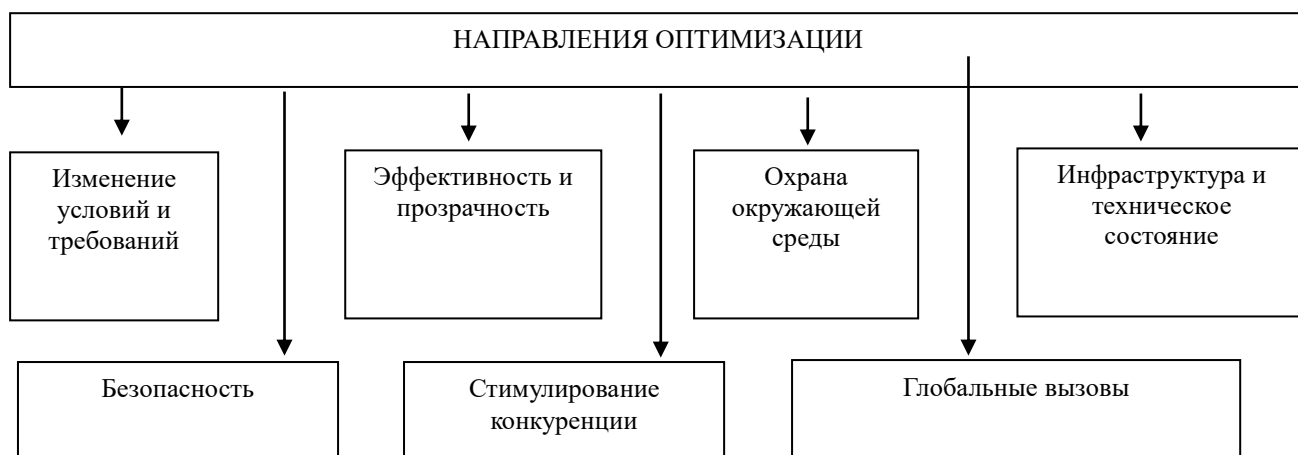 НАПРАВЛЕНИЯ ОПТИМИЗАЦИИ
Изменение
условий и
требований
Эффективность и
прозрачность
Охрана
окружающей
среды
Инфраструктура и
техническое
состояние
Безопасность
Стимулирование
конкуренции
Глобальные вызовы